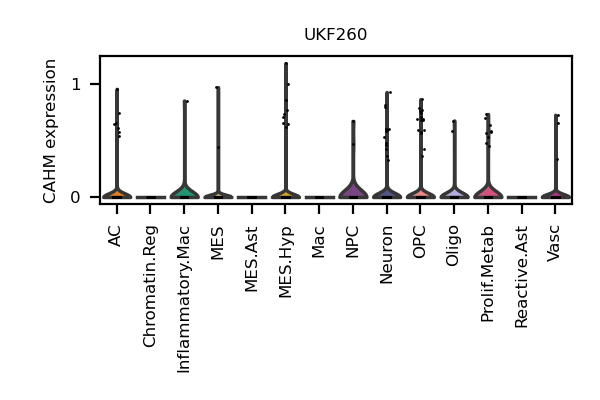 UKF260
CAHM expression
1
0
AC
Chromatin.Reg
Inflammatory.Mac
MES
MES.Ast
MES.Hyp
Mac
NPC
Neuron
OPC
Oligo
Prolif.Metab
Reactive.Ast
Vasc